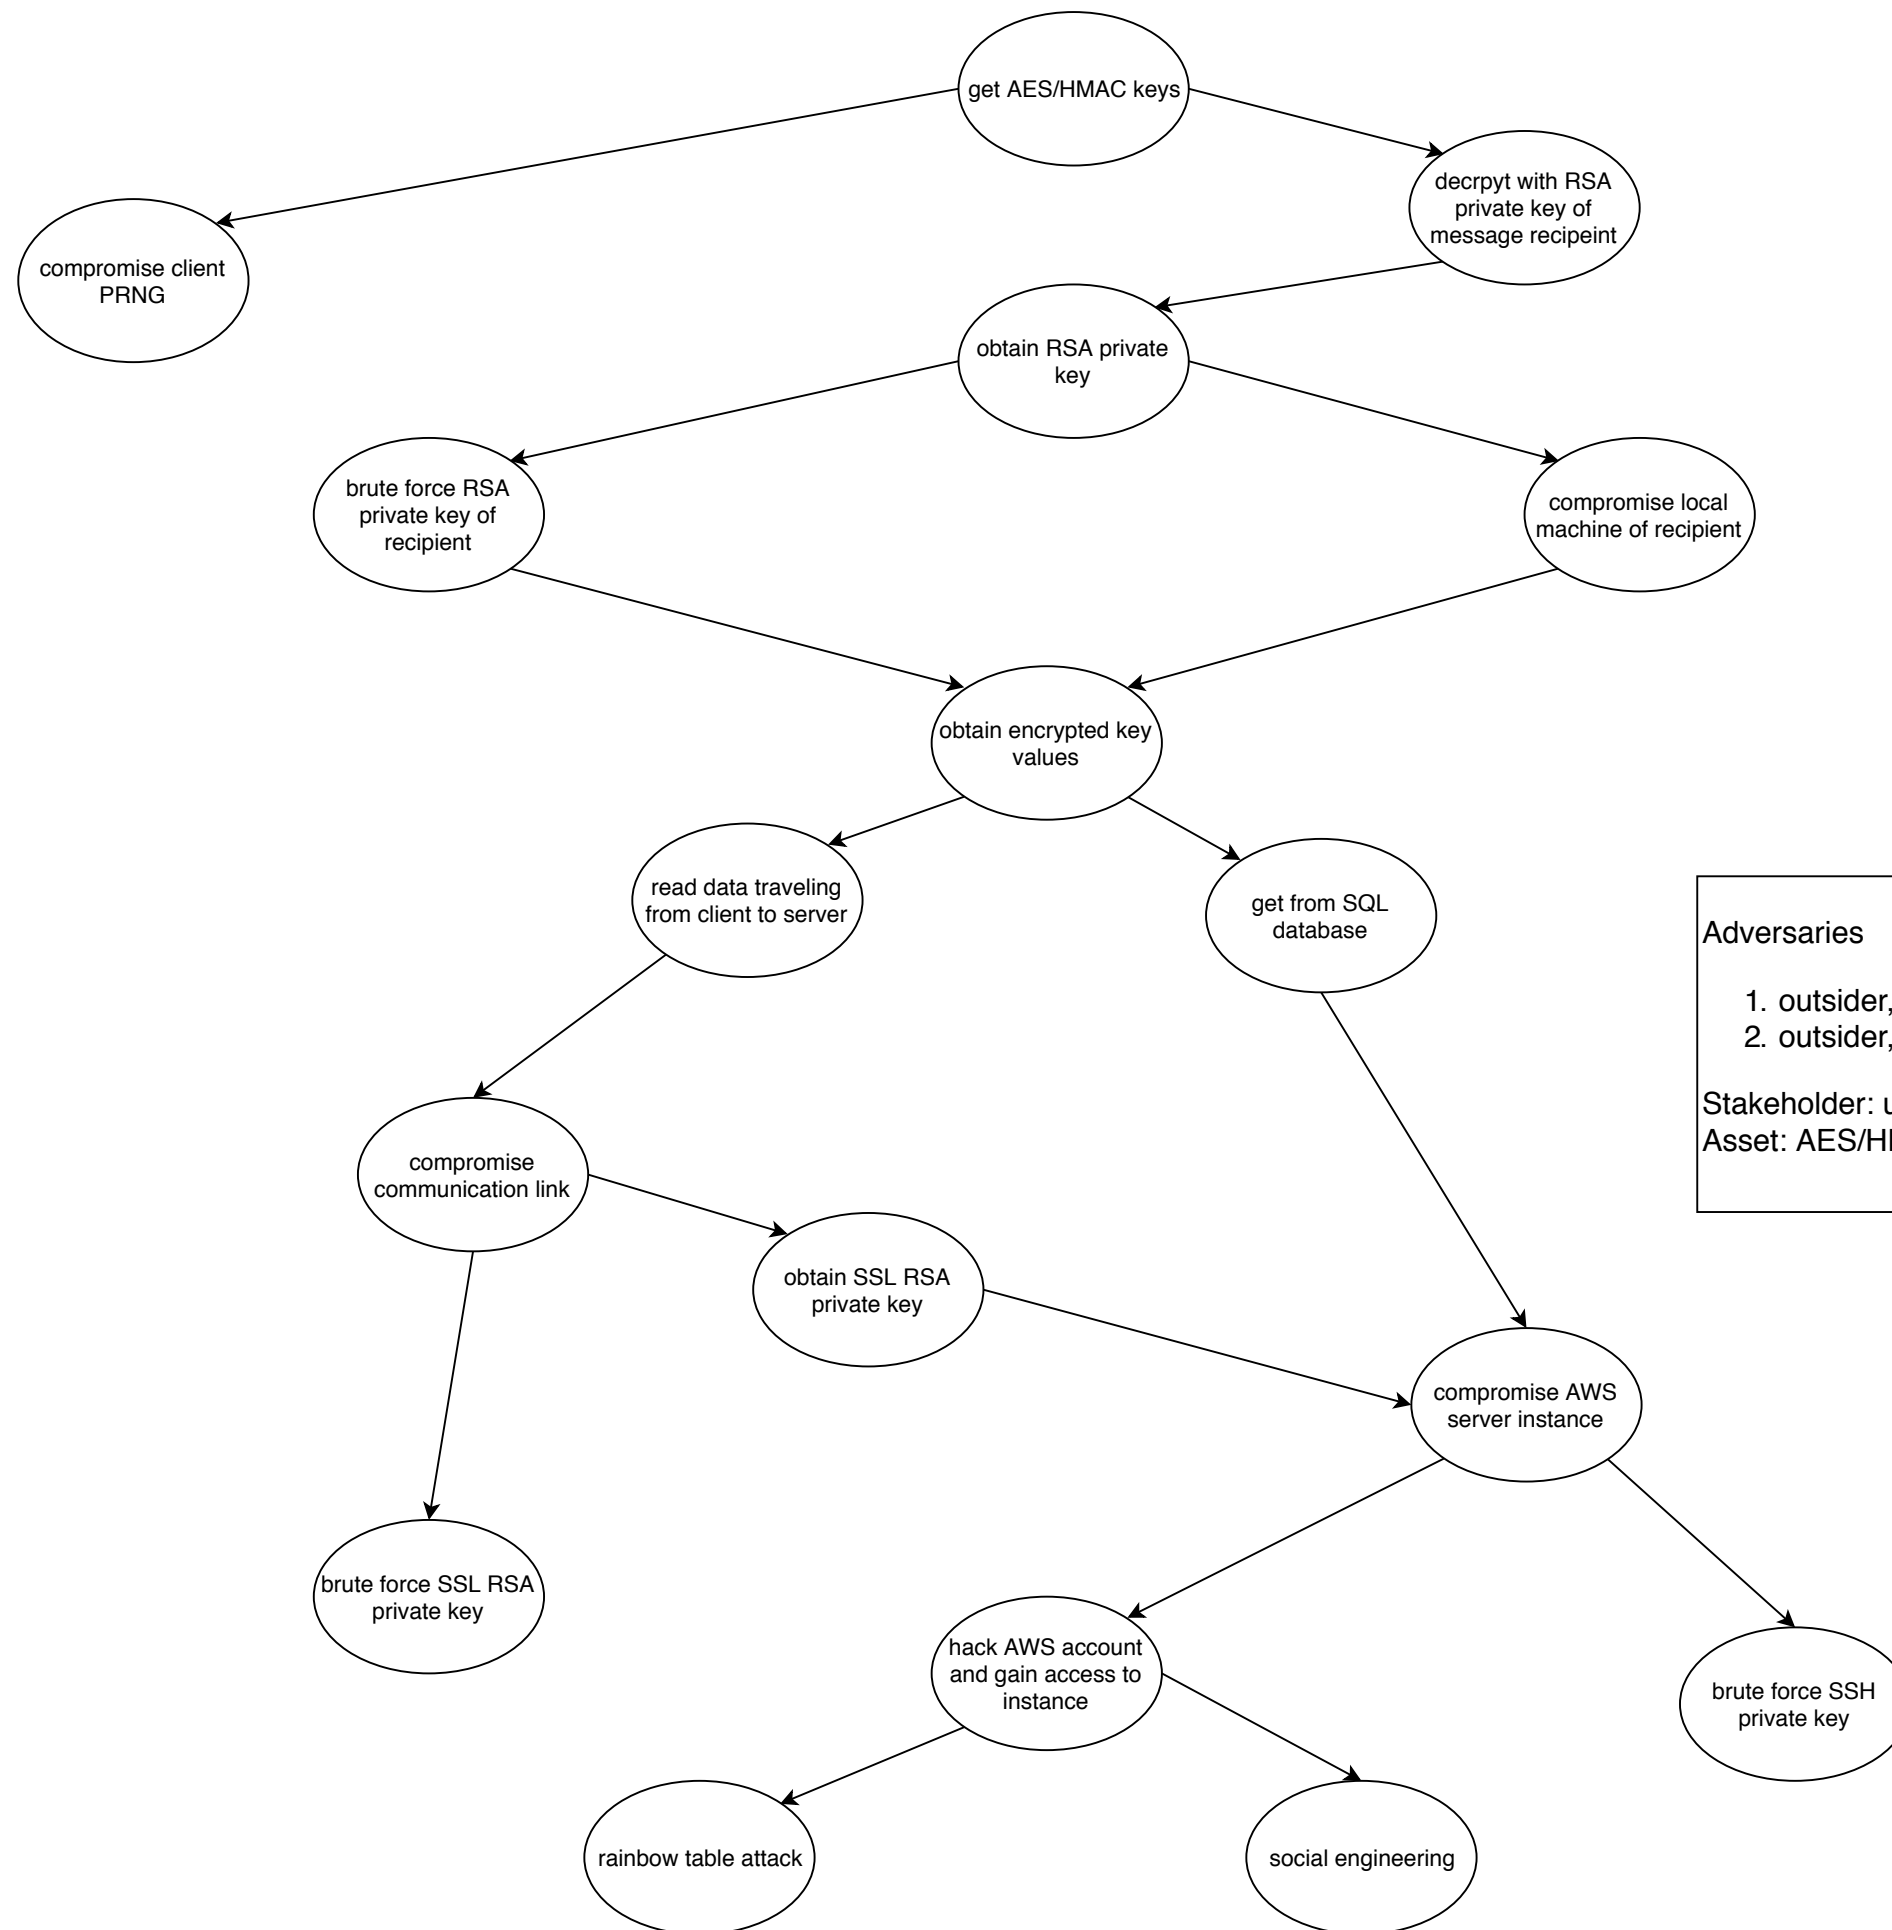 get AES/HMAC keys
decrpyt with RSA
private key of
message recipeint
compromise client
PRNG
obtain RSA private
key
brute force RSA
private key of
recipient
compromise local
machine of recipient
obtain encrypted key
values
read data traveling
from client to server
get from SQL
database
Adversaries
1. outsider,
2. outsider,
Stakeholder:
Asset:
compromise
communication link
obtain SSL RSA
private key
compromise AWS
server instance
brute force SSL RSA
private key
hack AWS account
and gain access to
instance
brute force SSH
private key
rainbow table attack
social engineering